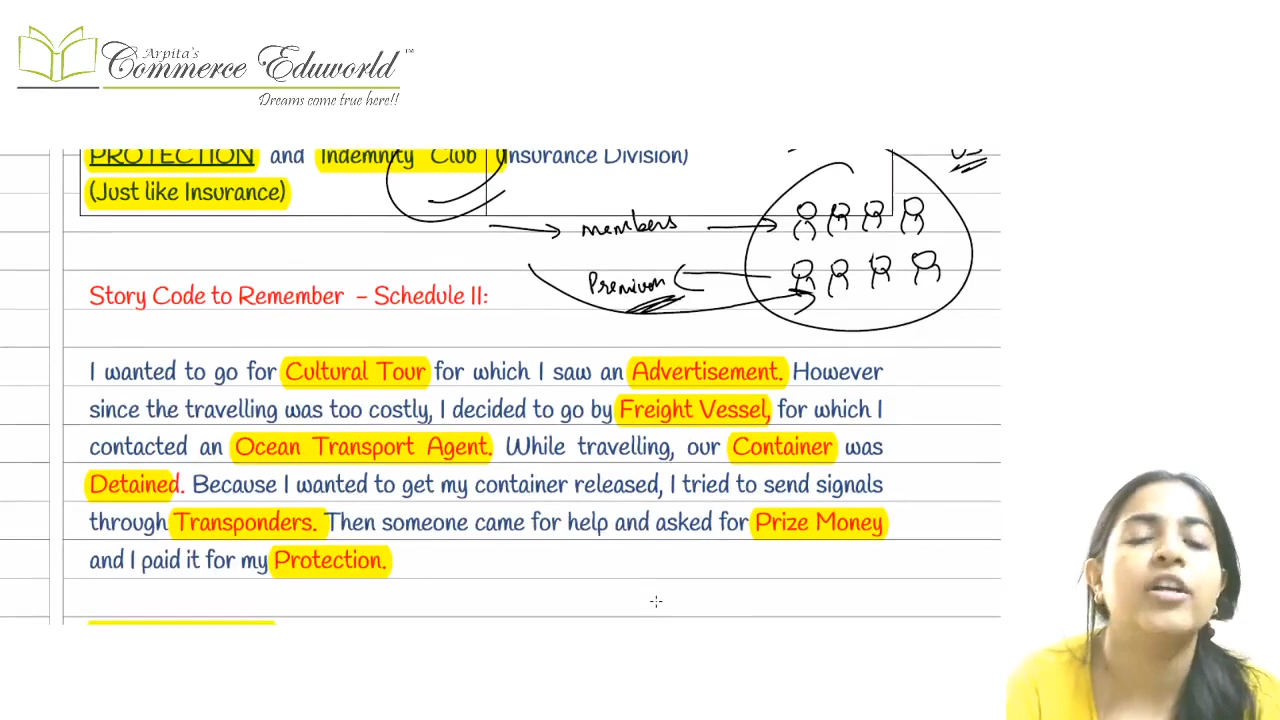 Arpita's
Commerce Eduworld™
Dreams come true here!!
PROTECTION and Indemnity Club (Insurance Division)
(Just like Insurance)
members
Premium
Story Code to Remember – Schedule II:
I wanted to go for Cultural Tour for which I saw an Advertisement. However
since the travelling was too costly, I decided to go by Freight Vessel, for which I
contacted an Ocean Transport Agent. While travelling, our Container was
Detained. Because I wanted to get my container released, I tried to send signals
through Transponders. Then someone came for help and asked for Prize Money
and I paid it for my Protection.